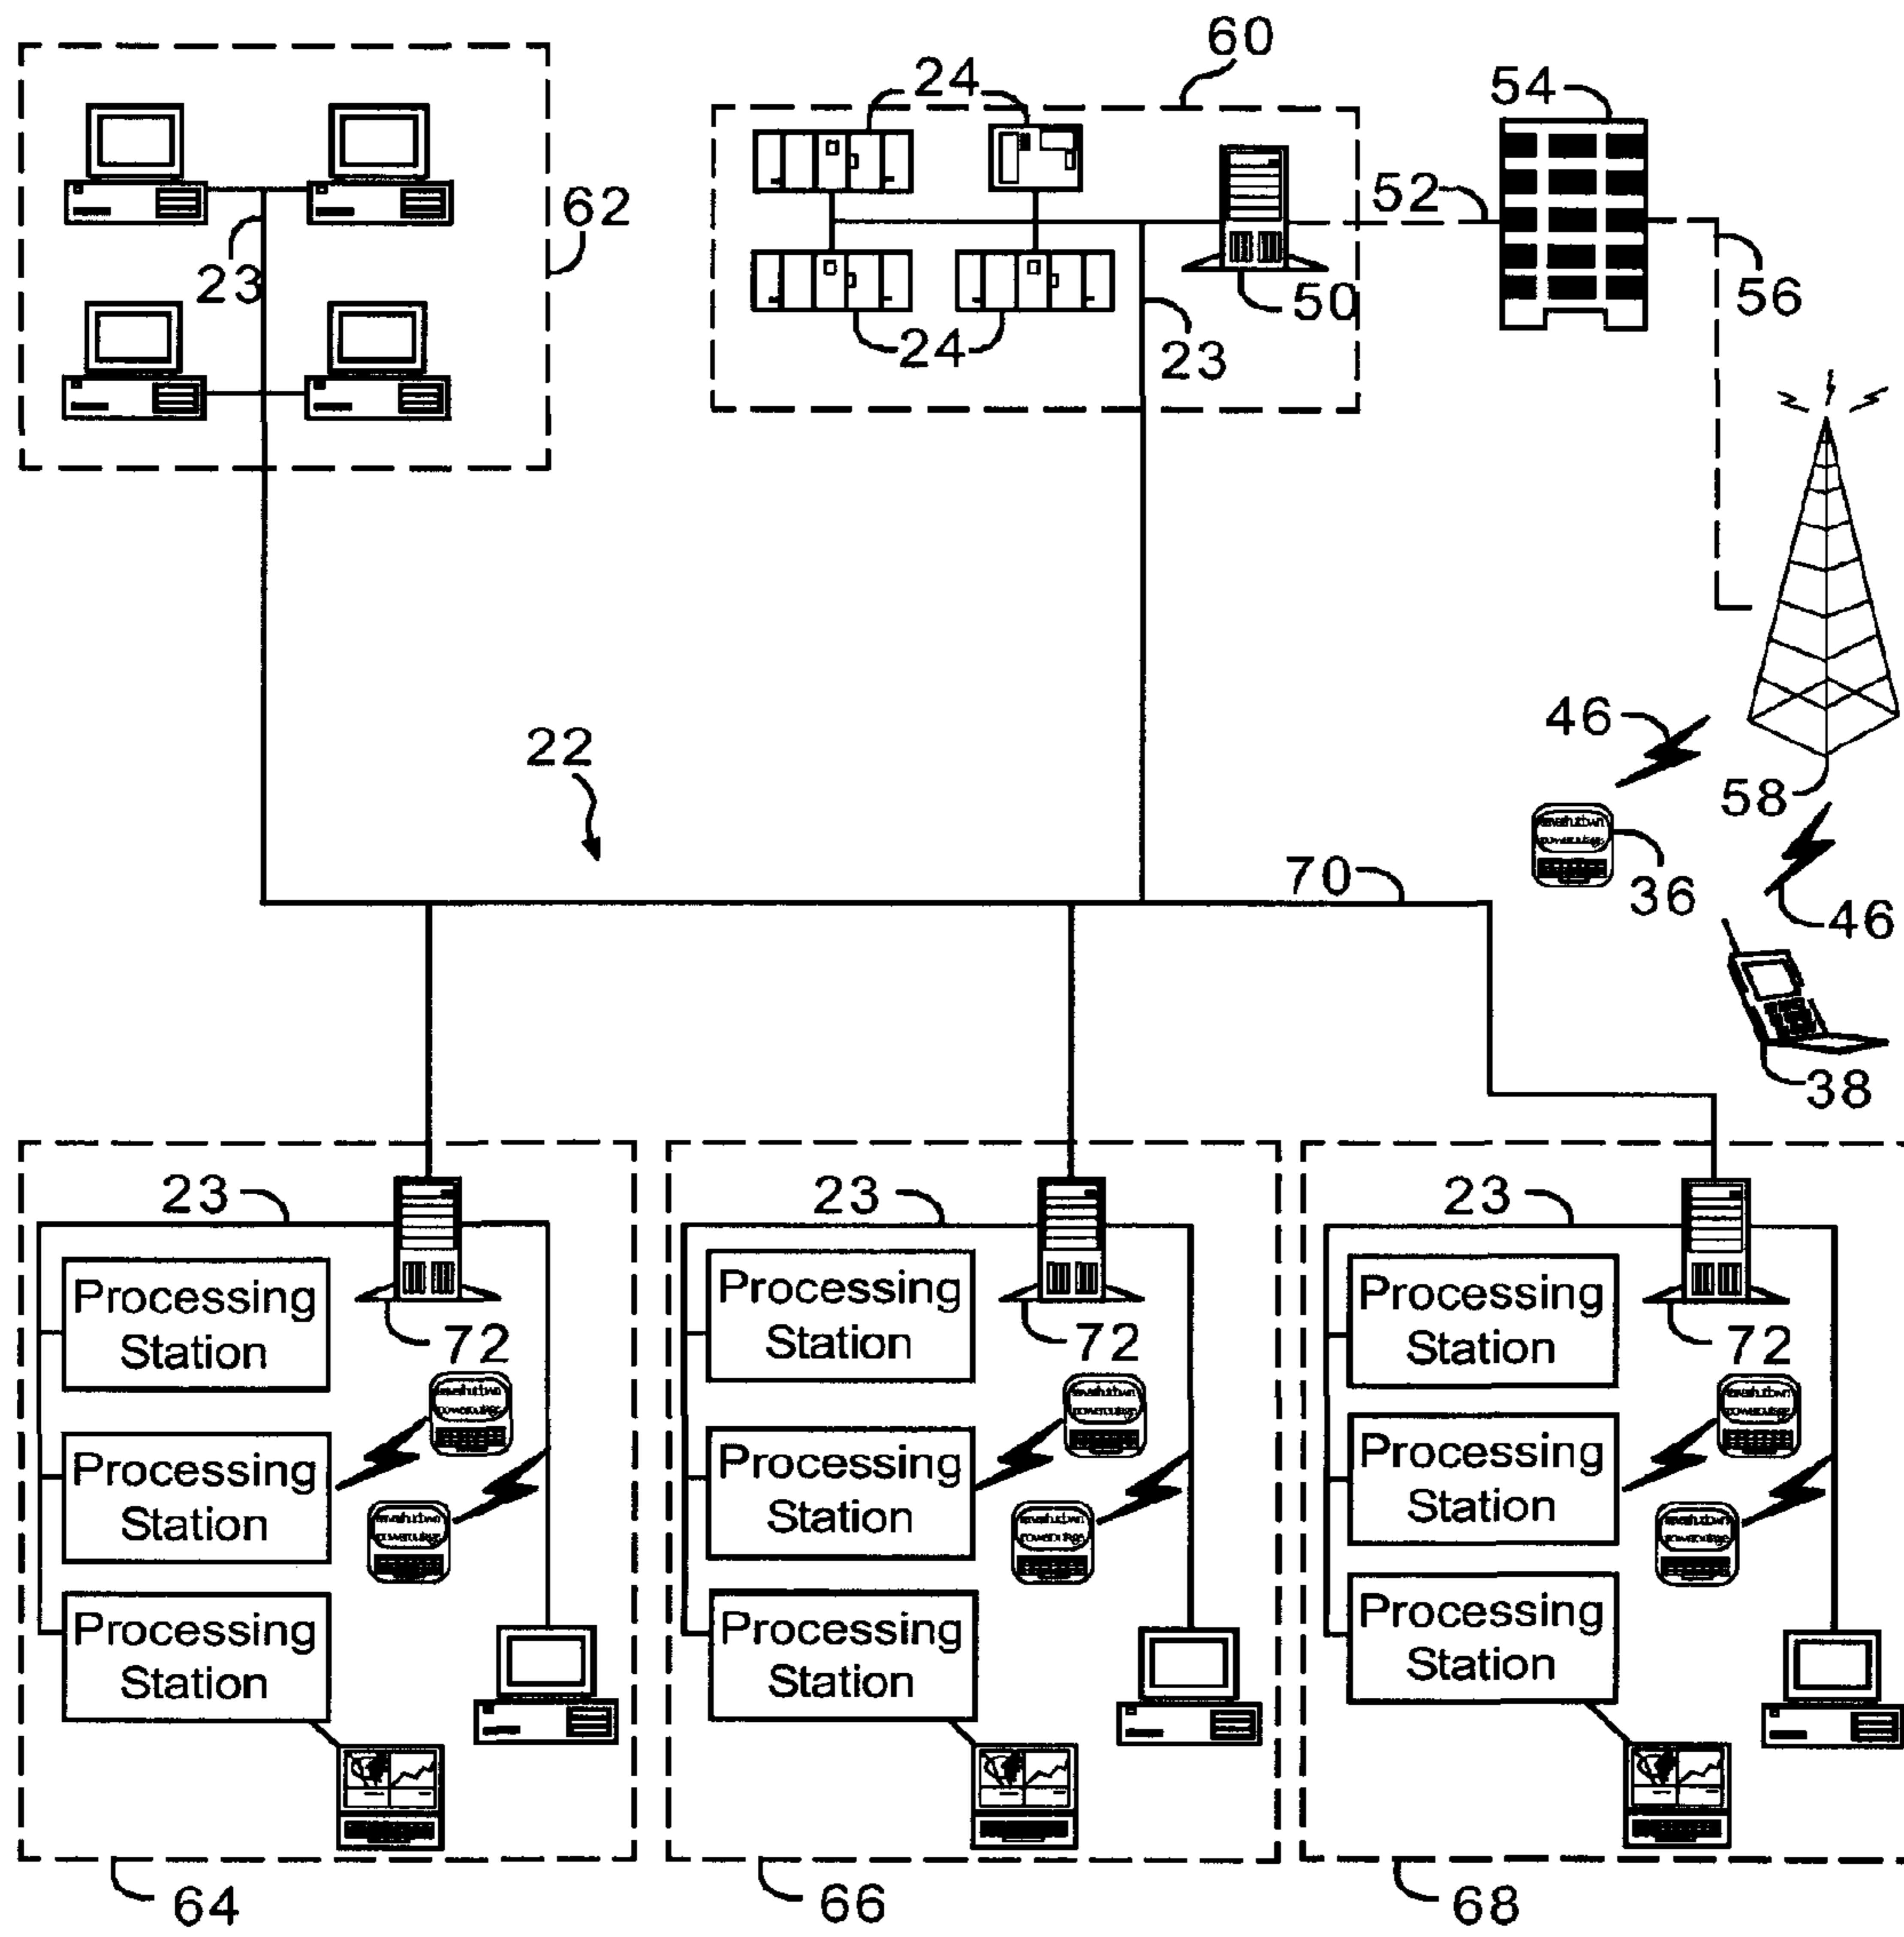 60
24
54
62
52
23
50
56
24
23
46
22
58
70
36
46
38
23
23
23
Processing
Station
Processing
Station
Processing
Station
72
72
72
Processing
Station
Processing
Station
Processing
Station
Processing
Station
Processing
Station
Processing
Station
64
66
68